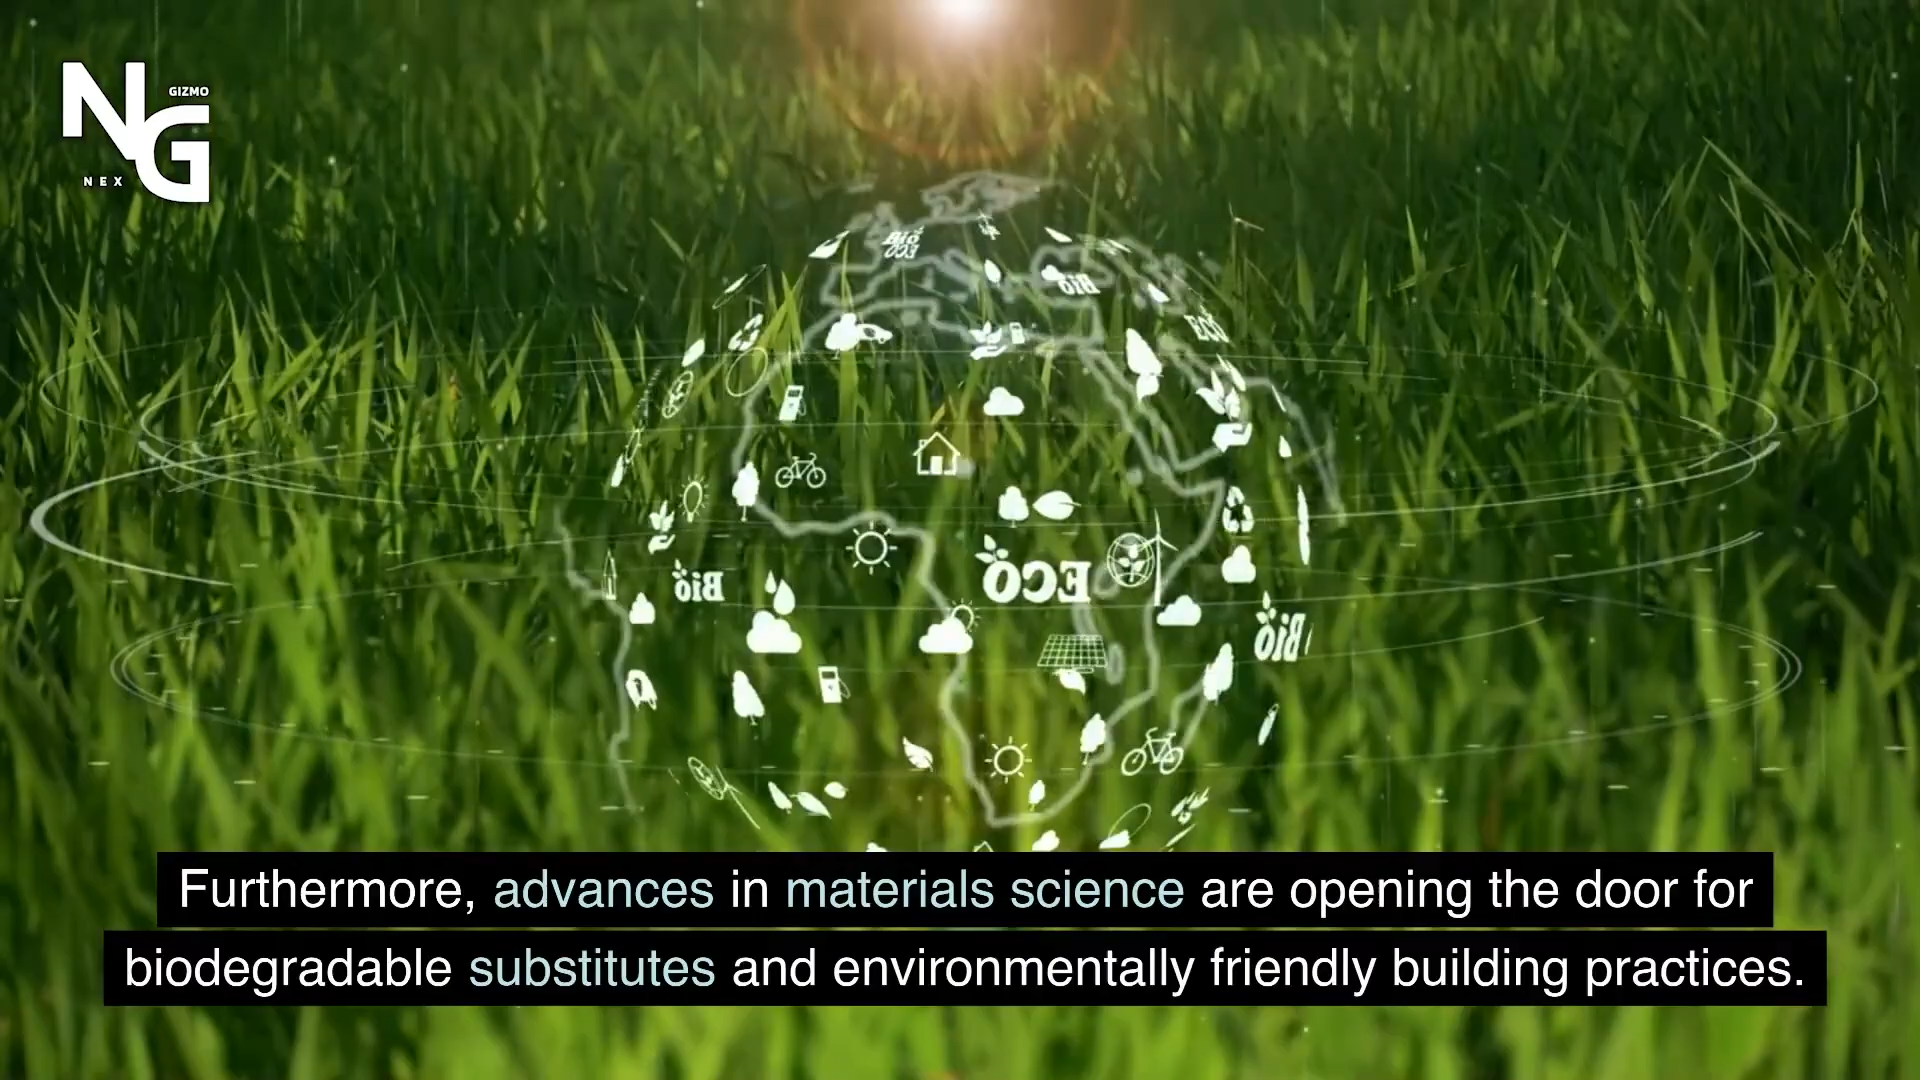 GIZMO
NG
NEX
Bio
ECO
Bio
ECO
Bio
ECO
Bio
Furthermore, advances in materials science are opening the door for
biodegradable substitutes and environmentally friendly building practices.